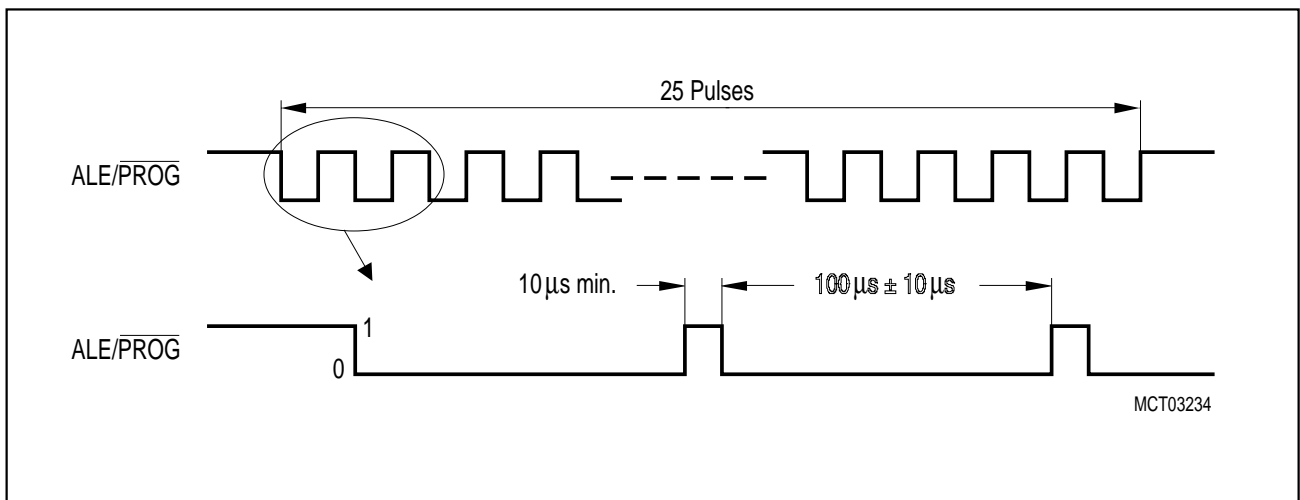 25 Pulses
ALE/PROG
10 μs min.
100 μs ± 10 μs
ALE/PROG
1
0
MCT03234